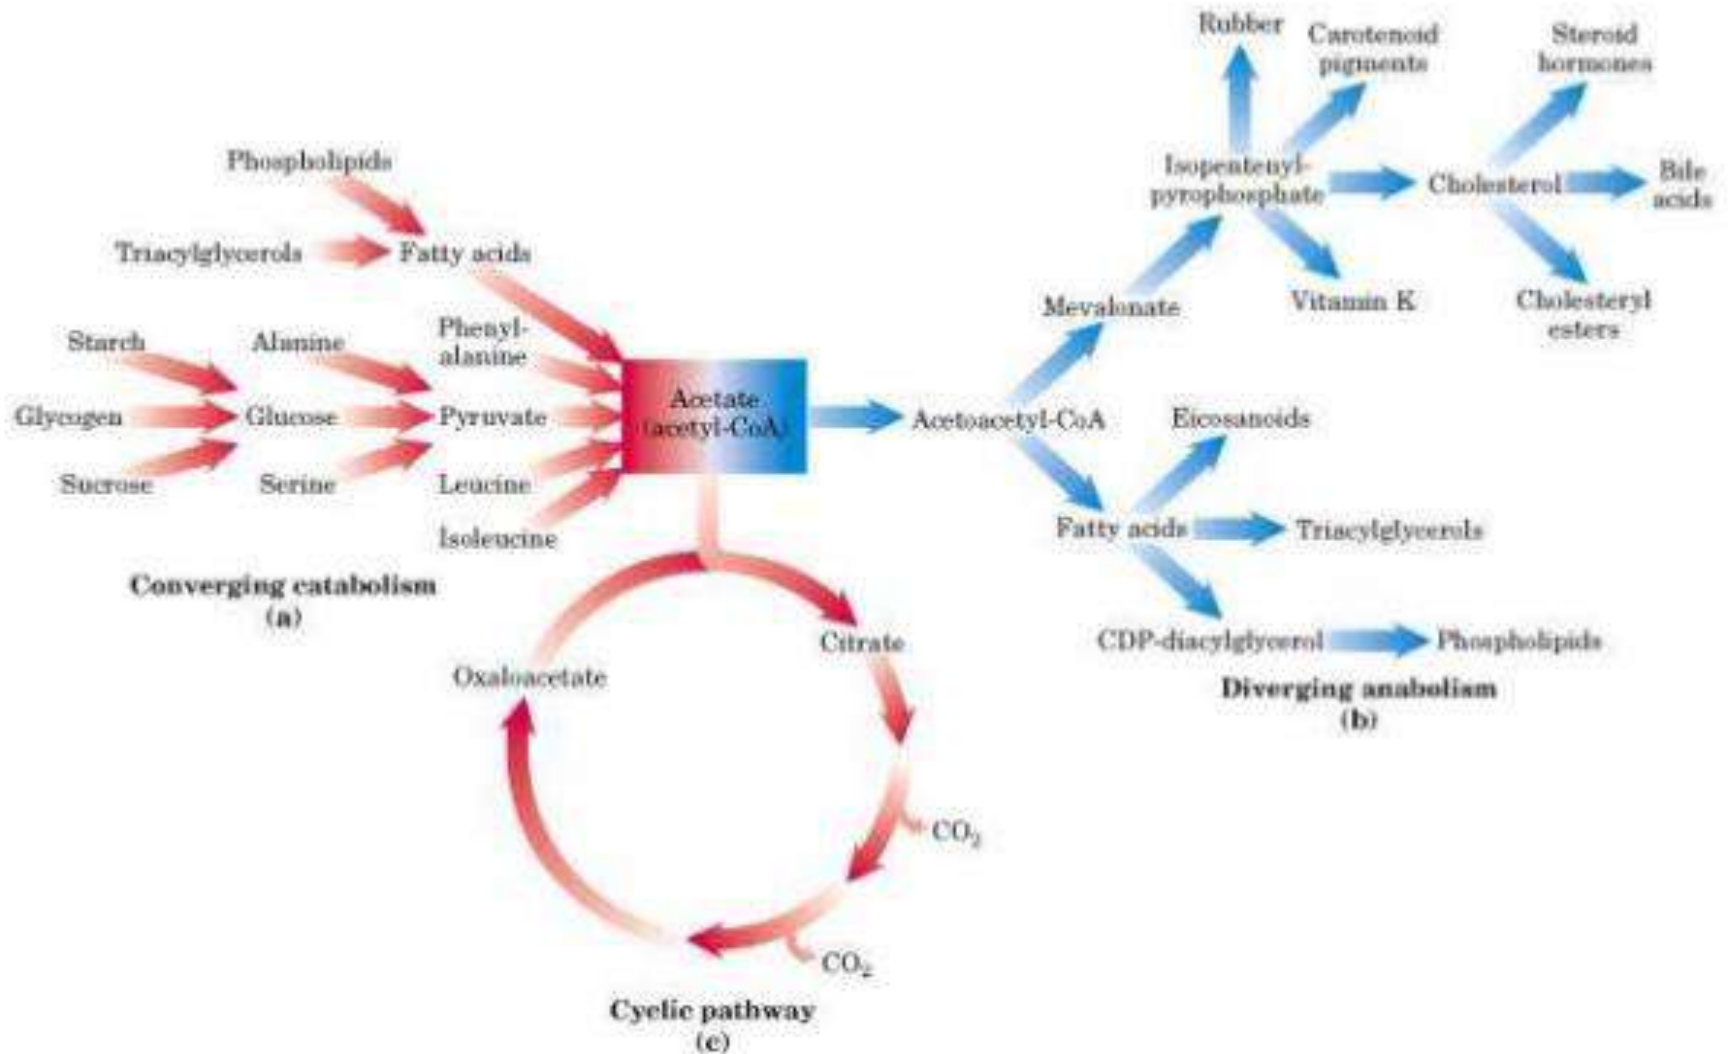 Rubber
Carotenoid
pigments
Steroid
hormones
Phospholipids
Isopentenyl-
pyrophosphate
Cholesterol
Bile
acids
Triacylglycerols
Fatty acids
Mevalonate
Vitamin K
Cholesteryl
esters
Starch
Alanine
Phenyl-
alanine
Glycogen
Glucose
Pyruvate
Acetate
(acetyl-CoA)
Acetoacetyl-CoA
Eicosanoids
Sucrose
Serine
Leucine
Isoleucine
Fatty acids
Triacylglycerols
Converging catabolism
(a)
CDP-diacylglycerol
Phospholipids
Diverging anabolism
(b)
Citrate
Oxaloacetate
CO₂
CO₂
Cyclic pathway
(c)